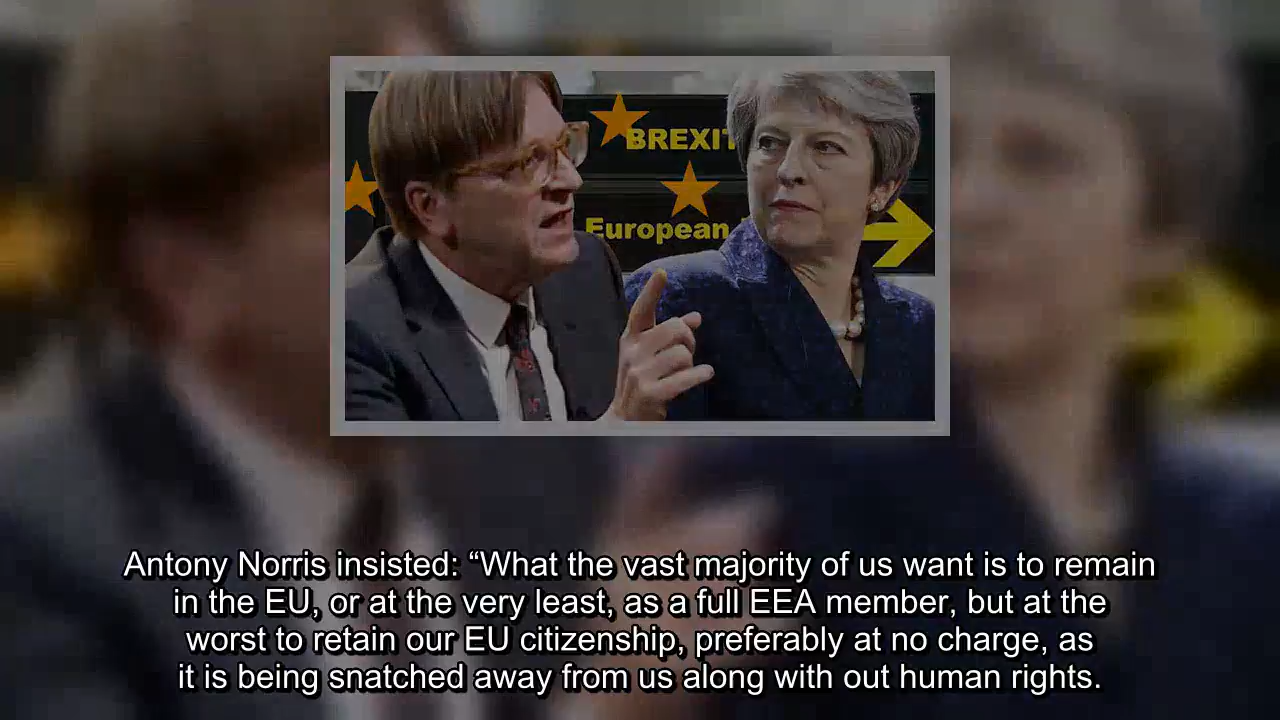 BREXIT
European
Antony Norris insisted: “What the vast majority of us want is to remain
in the EU, or at the very least, as a full EEA member, but at the
worst to retain our EU citizenship, preferably at no charge, as
it is being snatched away from us along with out human rights.